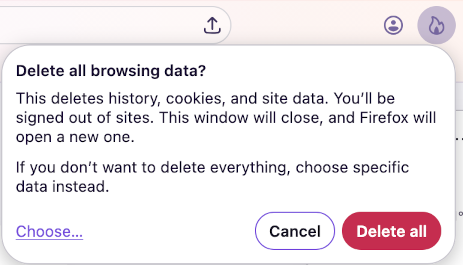 Delete all browsing data?
This deletes history, cookies, and site data. You’ll be
signed out of sites. This window will close, and Firefox will
open a new one.
If you don’t want to delete everything, choose specific
data instead.
Choose...
Cancel
Delete all